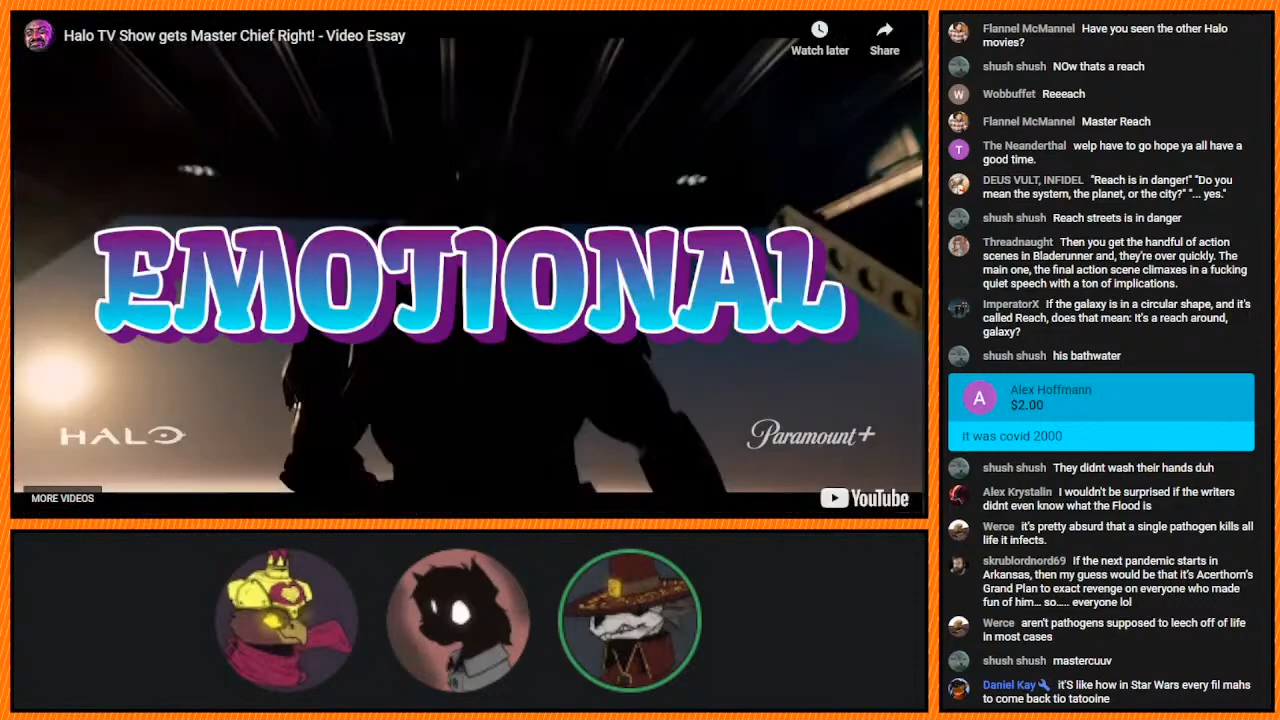 Halo TV Show gets Master Chief Right! - Video Essay
Watch later
Share
EMOTIONAL
HALO
Paramount+
MORE VIDEOS
YouTube
Flannel McMannel Have you seen the other Halo
movies?
shush shush NOw thats a reach
W
Wobbuffet Reeeach
Flannel McMannel Master Reach
T
The Neanderthal welp have to go hope ya all have a
good time.
DEUS VULT, INFIDEL "Reach is in danger!" "Do you
mean the system, the planet, or the city?" "... yes."
shush shush Reach streets is in danger
Threadnaught Then you get the handful of action
scenes in Bladerunner and, they're over quickly. The
main one, the final action scene climaxes in a fucking
quiet speech with a ton of implications.
ImperatorX If the galaxy is in a circular shape, and it's
called Reach, does that mean: It's a reach around,
galaxy?
shush shush his bathwater
A
Alex Hoffmann
$2.00
it was covid 2000
shush shush They didnt wash their hands duh
Alex Krystalin I wouldn't be surprised if the writers
didnt even know what the Flood is
Werce it's pretty absurd that a single pathogen kills all
life it infects.
skrublordnord69 If the next pandemic starts in
Arkansas, then my guess would be that it's Acerthorn's
Grand Plan to exact revenge on everyone who made
fun of him... so..... everyone lol
Werce aren't pathogens supposed to leech off of life
in most cases
shush shush mastercuuv
Daniel Kay it'S like how in Star Wars every fil mahs
to come back tio tatooine